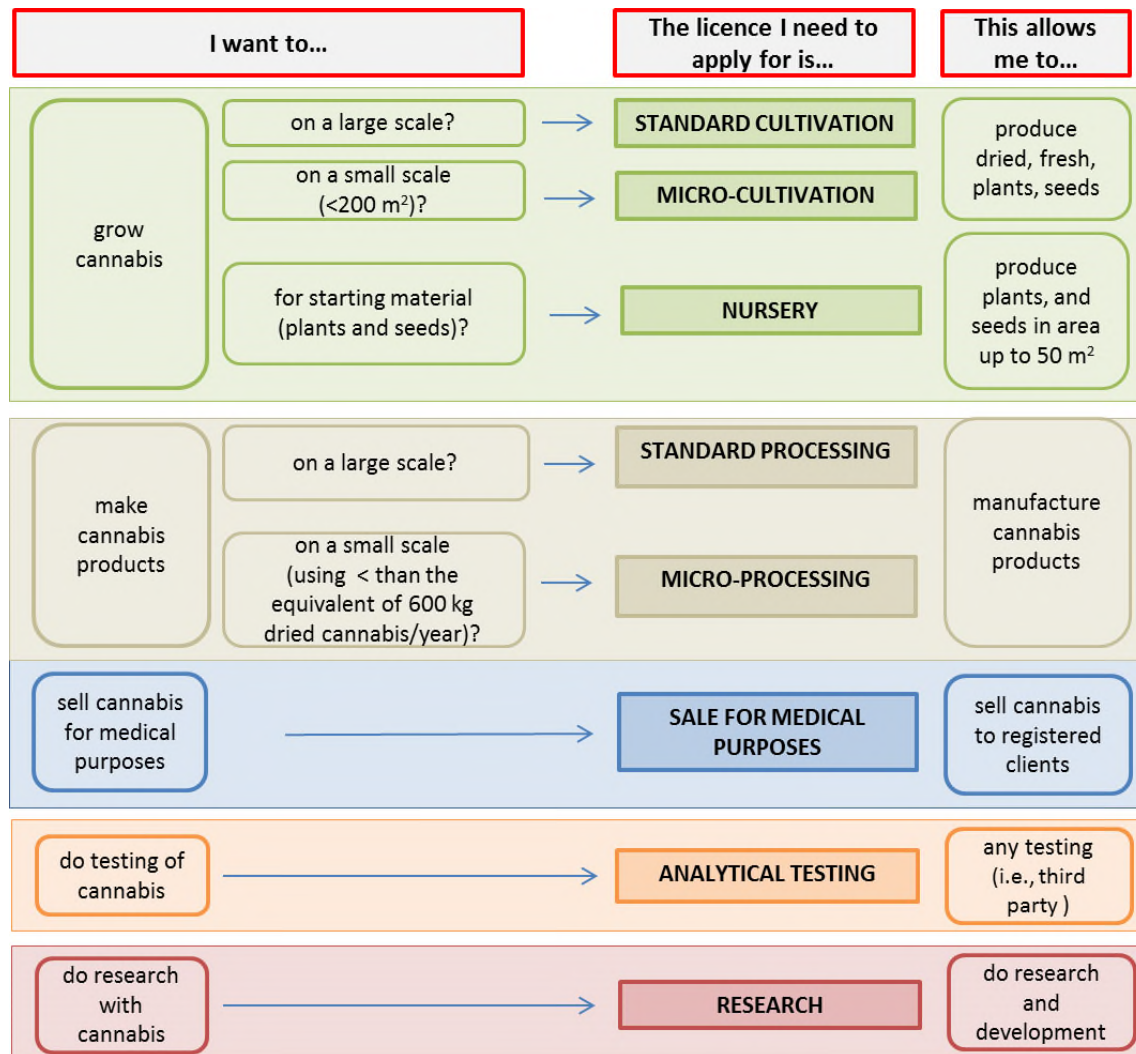 I want to...
The licence I need to
apply for is...
This allows
me to...
grow
cannabis
on a large scale?
STANDARD CULTIVATION
on a small scale
(<200 m²)?
MICRO-CULTIVATION
produce
dried, fresh,
plants, seeds
for starting material
(plants and seeds)?
NURSERY
produce
plants, and
seeds in area
up to 50 m²
make
cannabis
products
on a large scale?
STANDARD PROCESSING
on a small scale
(using < than the
equivalent of 600 kg
dried cannabis/year)?
MICRO-PROCESSING
manufacture
cannabis
products
sell cannabis
for medical
purposes
SALE FOR MEDICAL
PURPOSES
sell cannabis
to registered
clients
do testing of
cannabis
ANALYTICAL TESTING
any testing
(i.e., third
party )
do research
with
cannabis
RESEARCH
do research
and
development